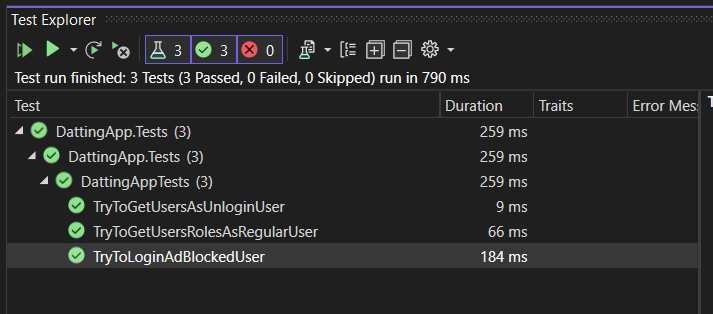 Test Explorer
3 3 0
Test run finished: 3 Tests (3 Passed, 0 Failed, 0 Skipped) run in 790 ms
Test Duration Traits Error Mes
DattingApp.Tests (3) 259 ms
DattingApp.Tests (3) 259 ms
DattingAppTests (3) 259 ms
TryToGetUsersAsUnloginUser 9 ms
TryToGetUsersRolesAsRegularUser 66 ms
TryToLoginAdBlockedUser 184 ms